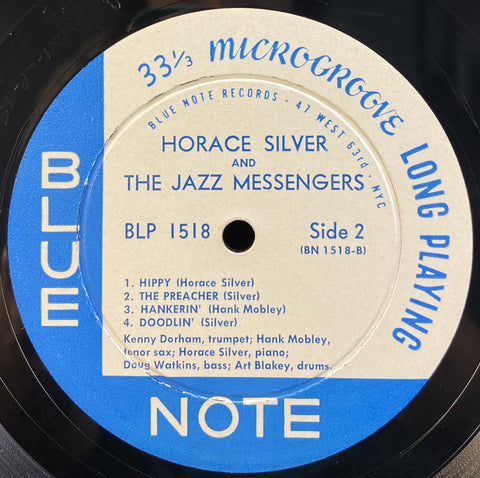 33⅓ MICROGROOVE LONG PLAYING
BLUE NOTE RECORDS • 47 WEST 63rd • NYC
HORACE SILVER
AND
THE JAZZ MESSENGERS
BLP 1518 Side 2
(BN 1518-B)
1. HIPPY (Horace Silver)
2. THE PREACHER (Silver)
3. HANKERIN' (Hank Mobley)
4. DOODLIN' (Silver)
Kenny Dorham, trumpet; Hank Mobley,
tenor sax; Horace Silver, piano;
Doug Watkins, bass; Art Blakey, drums.
BLUE
NOTE